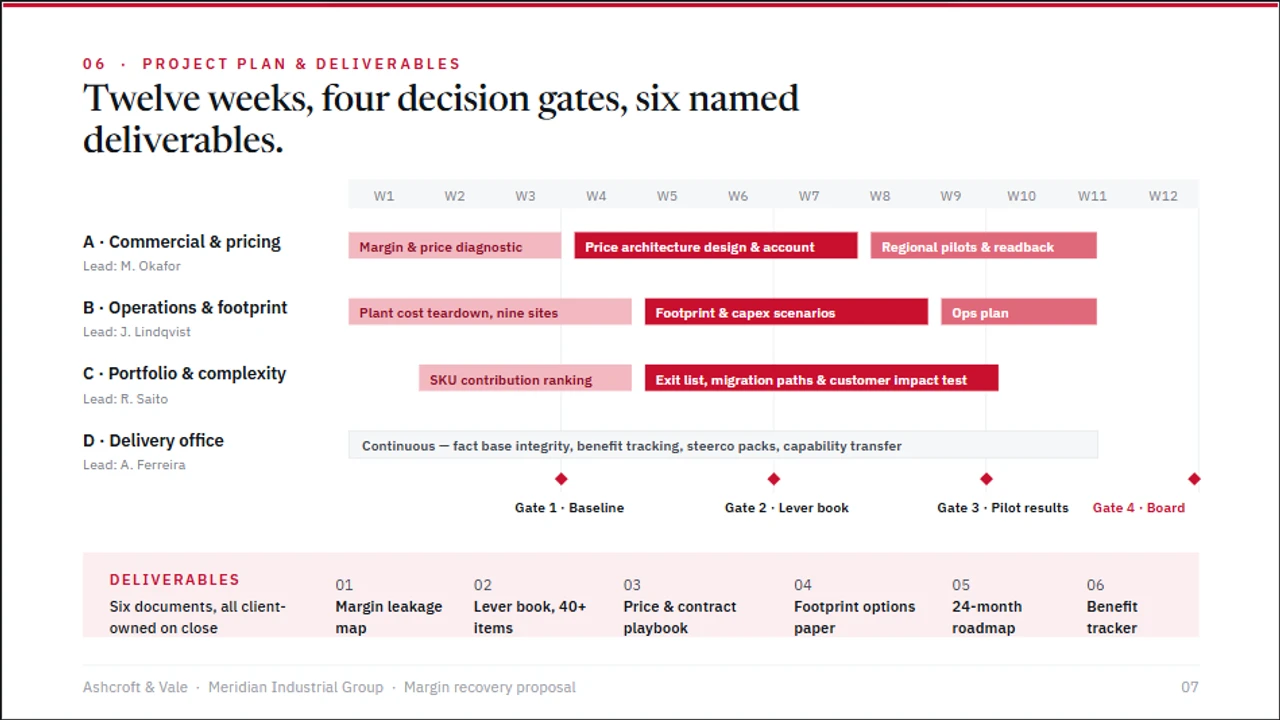 06 · PROJECT PLAN & DELIVERABLES
Twelve weeks, four decision gates, six named
deliverables.
W1 W2 W3 W4 W5 W6 W7 W8 W9 W10 W11 W12
A · Commercial & pricing
Lead: M. Okafor
Margin & price diagnostic
Price architecture design & account
Regional pilots & readback
B · Operations & footprint
Lead: J. Lindqvist
Plant cost teardown, nine sites
Footprint & capex scenarios
Ops plan
C · Portfolio & complexity
Lead: R. Saito
SKU contribution ranking
Exit list, migration paths & customer impact test
D · Delivery office
Lead: A. Ferreira
Continuous — fact base integrity, benefit tracking, steerco packs, capability transfer
Gate 1 · Baseline
Gate 2 · Lever book
Gate 3 · Pilot results
Gate 4 · Board
DELIVERABLES
Six documents, all client-
owned on close
01
Margin leakage
map
02
Lever book, 40+
items
03
Price & contract
playbook
04
Footprint options
paper
05
24-month
roadmap
06
Benefit
tracker
Ashcroft & Vale · Meridian Industrial Group · Margin recovery proposal
07